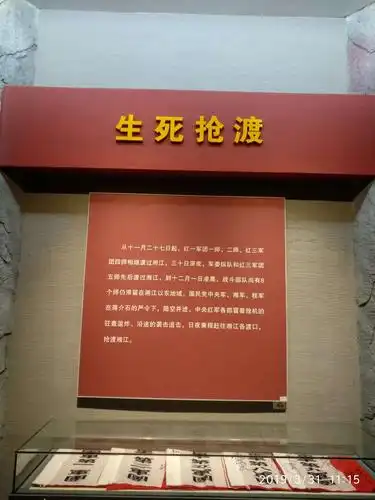 生死抢渡
从十一月二十七日起，红一军团一师、二师、红三军
团四师相继渡过湘江，三十日深夜，军委纵队和红三军团
五师先后渡过湘江，到十二月一日凌晨，战斗部队尚有8
个师仍滞留在湘江以东地域。国民党中央军、湘军、桂军
在蒋介石的严令下，陆空并进，中央红军各部冒着敌机的
狂轰滥炸、沿途的袭击追击，日夜兼程赶往湘江各渡口，
抢渡湘江。
2019/3/31 11:15